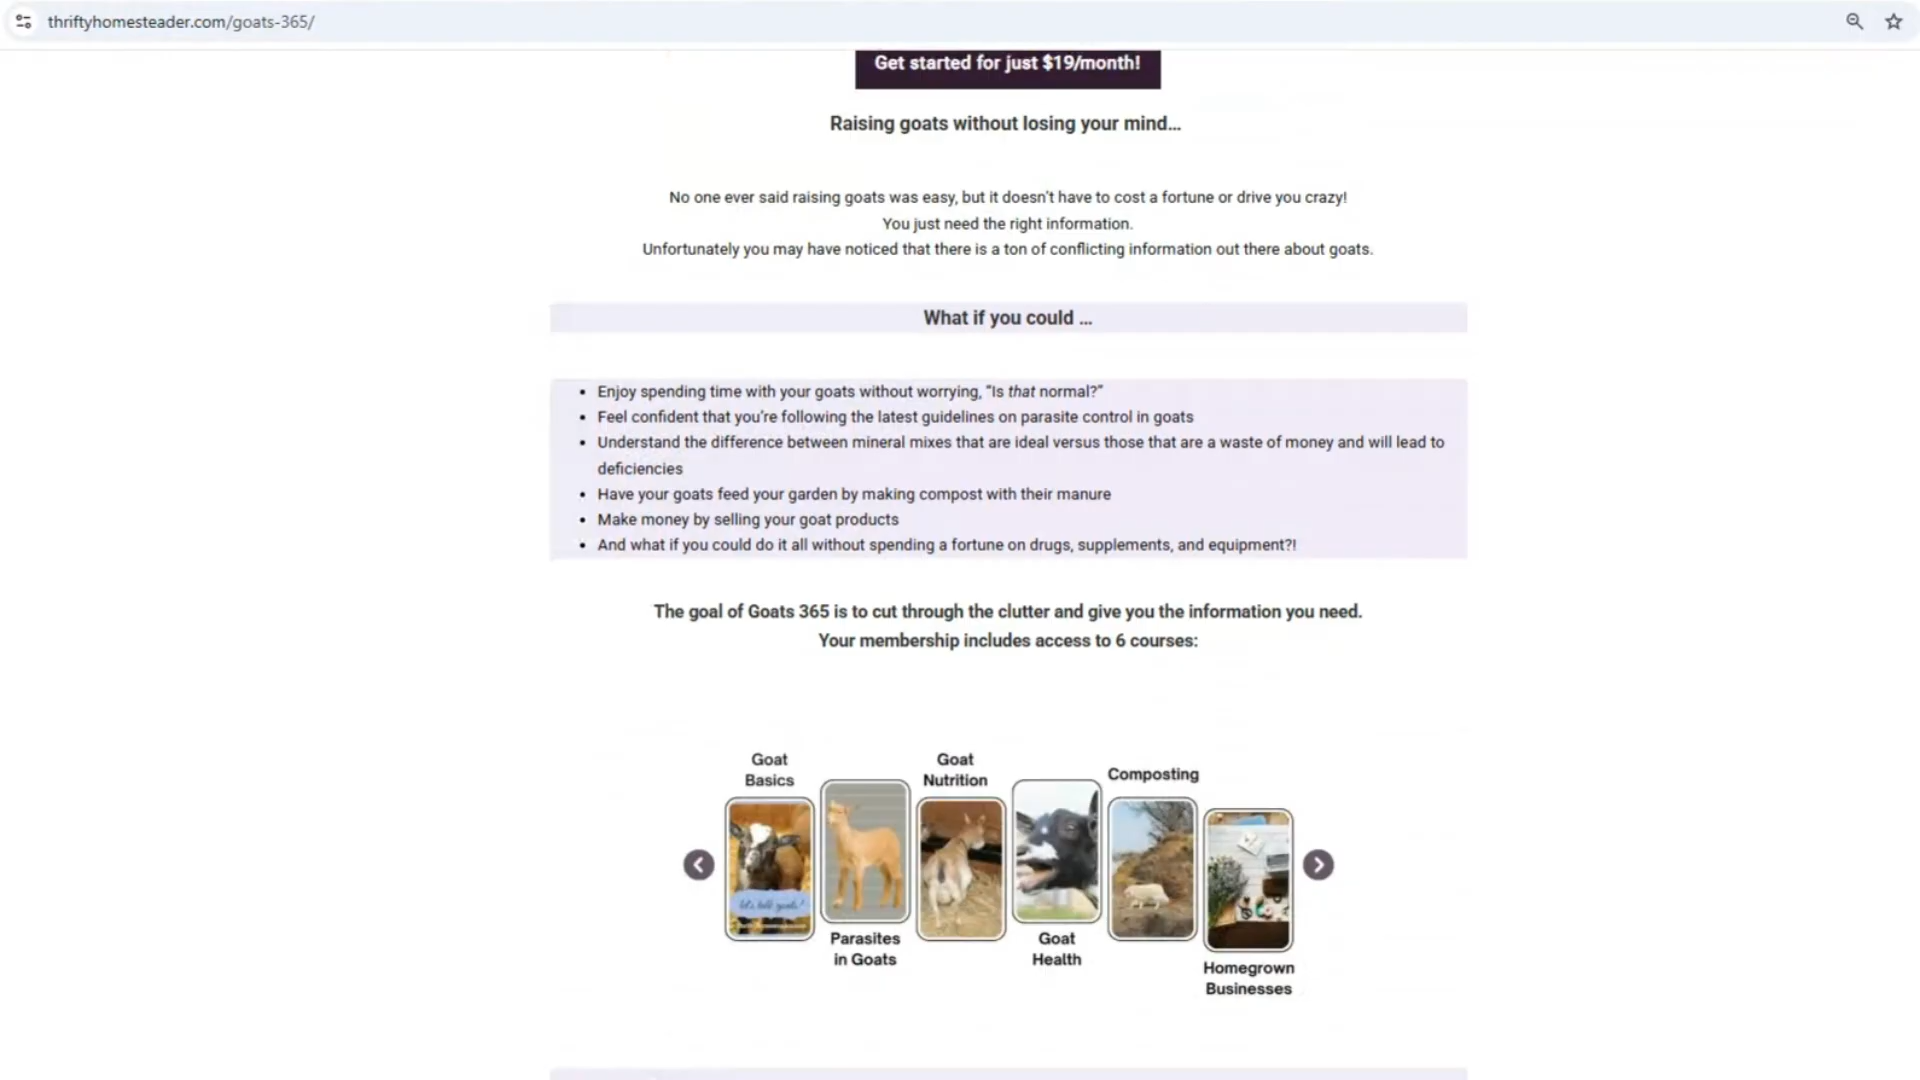 thriftyhomesteader.com/goats-365/
Get started for just $19/month!
Raising goats without losing your mind...
No one ever said raising goats was easy, but it doesn't have to cost a fortune or drive you crazy!
You just need the right information.
Unfortunately you may have noticed that there is a ton of conflicting information out there about goats.
What if you could ...
• Enjoy spending time with your goats without worrying, "Is that normal?"
• Feel confident that you're following the latest guidelines on parasite control in goats
• Understand the difference between mineral mixes that are ideal versus those that are a waste of money and will lead to
deficiencies
• Have your goats feed your garden by making compost with their manure
• Make money by selling your goat products
• And what if you could do it all without spending a fortune on drugs, supplements, and equipment?!
The goal of Goats 365 is to cut through the clutter and give you the information you need.
Your membership includes access to 6 courses:
Goat
Basics
Goat
Nutrition
Composting
let's talk goats!
Parasites
in Goats
Goat
Health
Homegrown
Businesses